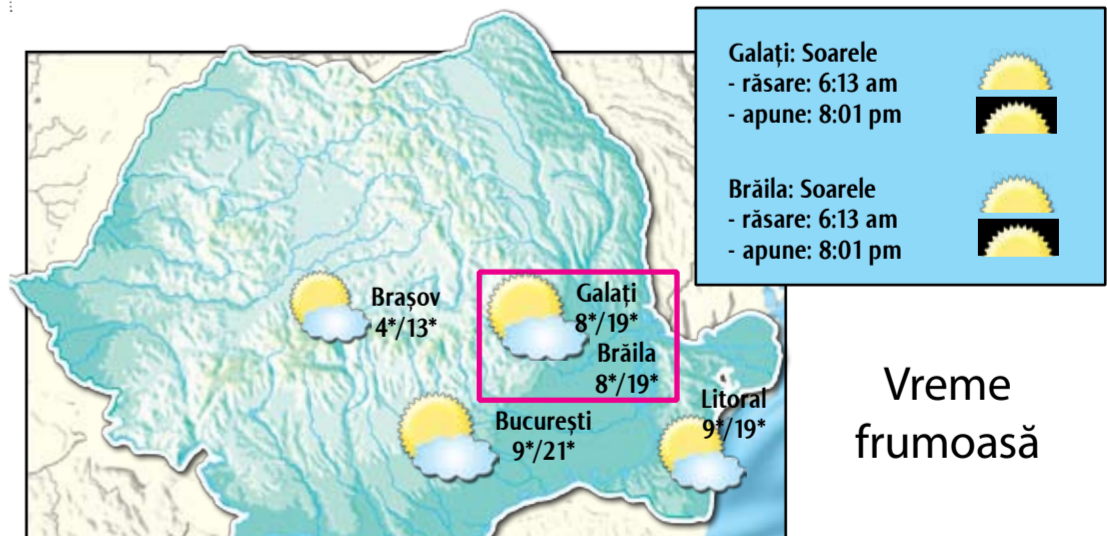 Galați: Soarele
- răsare: 6:13 am
- apune: 8:01 pm
Brăila: Soarele
- răsare: 6:13 am
- apune: 8:01 pm
Brașov
4*/13*
Galați
8*/19*
Brăila
8*/19*
Litoral
9*/19*
București
9*/21*
Vreme
frumoasă